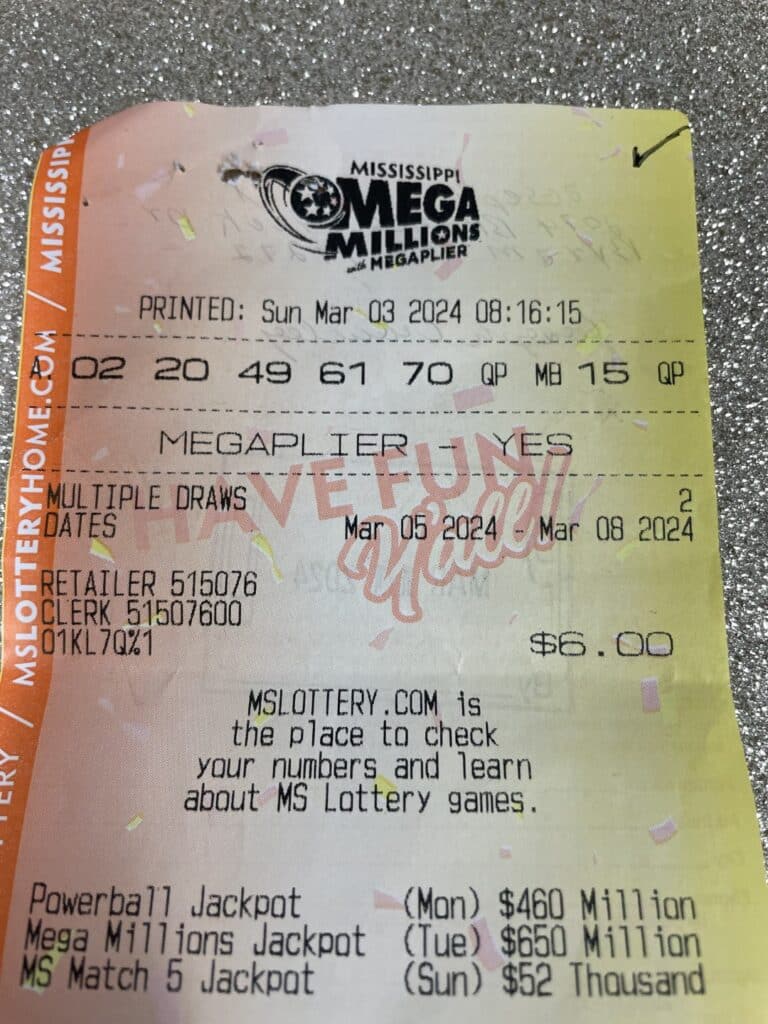 MISSISSIPPI
MEGA
MILLIONS
with MEGAPLIER
PRINTED: Sun Mar 03 2024 08:16:15
A. 02 20 49 61 70 QP MB 15 QP
MEGAPLIER - YES
HAVE FUN
Y'all!
MULTIPLE DRAWS 2
DATES Mar 05 2024 - Mar 08 2024
RETAILER 515076
CLERK 51507600
01KL7Q%1
$6.00
MSLOTTERY.COM is
the place to check
your numbers and learn
about MS Lottery games.
Powerball Jackpot (Mon) $460 Million
Mega Millions Jackpot (Tue) $650 Million
MS Match 5 Jackpot (Sun) $52 Thousand
/ MSLOTTERYHOME.COM / MISSISSIPP